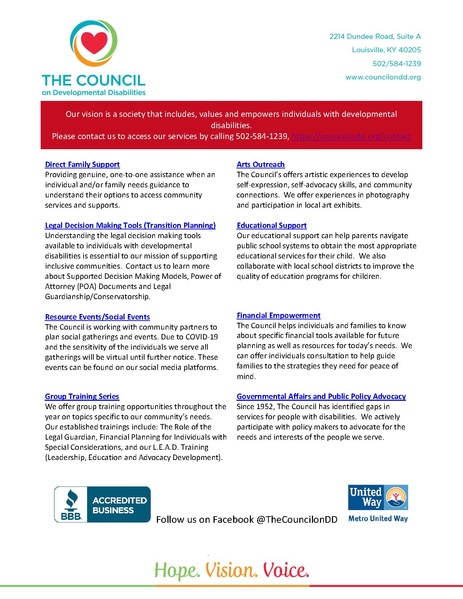 THE COUNCIL
on Developmental Disabilities
2214 Dundee Road, Suite A
Louisville, KY 40205
502/584-1239
www.councilondd.org
Our vision is a society that includes, values and empowers individuals with developmental
disabilities.
Please contact us to access our services by calling 502-584-1239, https://councilondd.org/contact
Direct Family Support
Providing genuine, one-to-one assistance when an
individual and/or family needs guidance to
understand their options to access community
services and supports.
Legal Decision Making Tools (Transition Planning)
Understanding the legal decision making tools
available to individuals with developmental
disabilities is essential to our mission of supporting
inclusive communities.  Contact us to learn more
about Supported Decision Making Models, Power of
Attorney (POA) Documents and Legal
Guardianship/Conservatorship.
Resource Events/Social Events
The Council is working with community partners to
plan social gatherings and events. Due to COVID-19
and the sensitivity of the individuals we serve all
gatherings will be virtual until further notice. These
events can be found on our social media platforms.
Group Training Series
We offer group training opportunities throughout the
year on topics specific to our community's needs.
Our established trainings include: The Role of the
Legal Guardian, Financial Planning for Individuals with
Special Considerations, and our L.E.A.D. Training
(Leadership, Education and Advocacy Development).
Arts Outreach
The Council's offers artistic experiences to develop
self-expression, self-advocacy skills, and community
connections.  We offer experiences in photography
and participation in local art exhibits.
Educational Support
Our educational support can help parents navigate
public school systems to obtain the most appropriate
educational services for their child.  We also
collaborate with local school districts to improve the
quality of education programs for children.
Financial Empowerment
The Council helps individuals and families to know
about specific financial tools available for future
planning as well as resources for today's needs.  We
can offer individuals consultation to help guide
families to the strategies they need for peace of
mind.
Governmental Affairs and Public Policy Advocacy
Since 1952, The Council has identified gaps in
services for people with disabilities.  We actively
participate with policy makers to advocate for the
needs and interests of the people we serve.
BBB
ACCREDITED
BUSINESS
Follow us on Facebook @TheCouncilonDD
United
Way
Metro United Way
Hope. Vision. Voice.